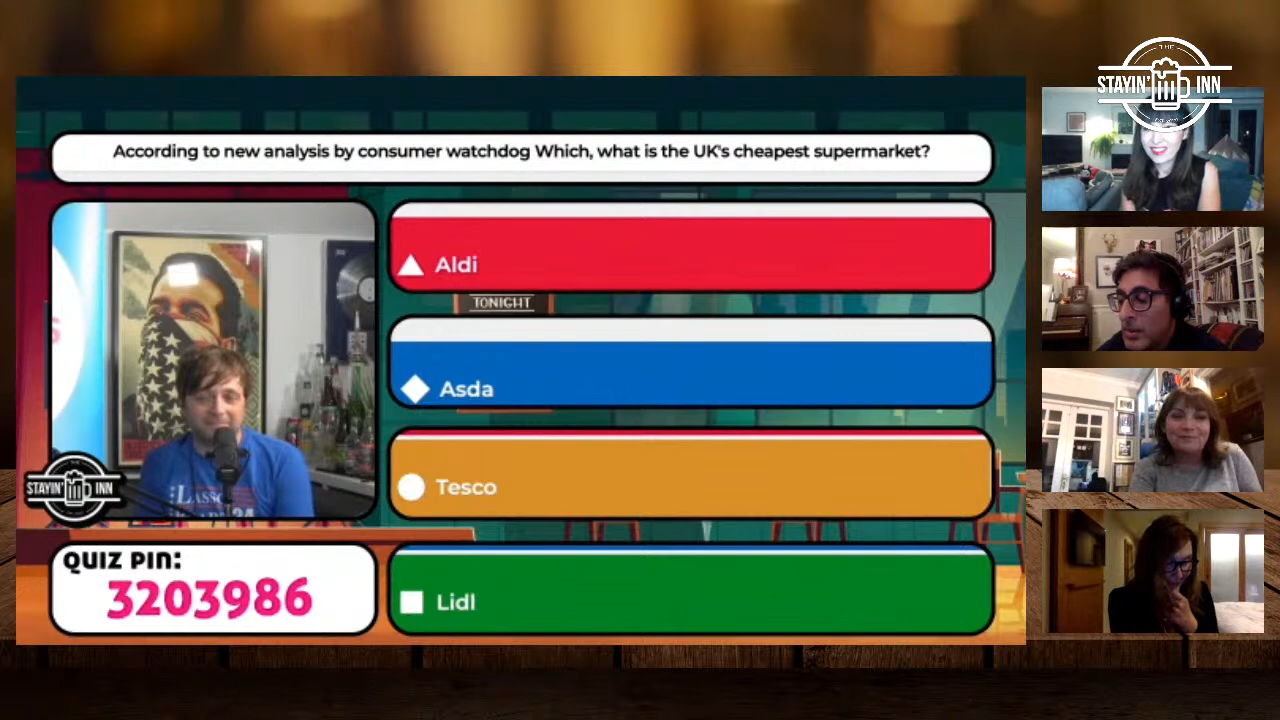 THE
STAYIN' INN
According to new analysis by consumer watchdog Which, what is the UK's cheapest supermarket?
Aldi
TONIGHT
Asda
Tesco
STAYIN' INN
QUIZ PIN:
3203986
Lidl